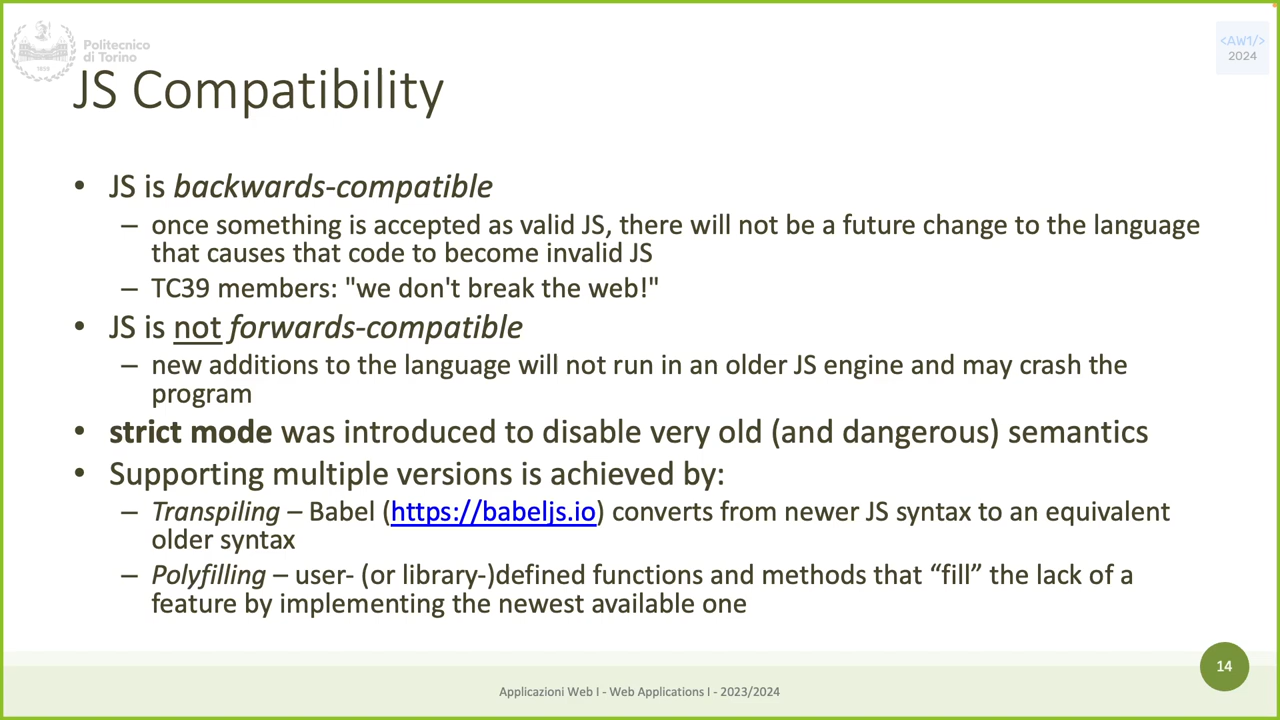 Politecnico
di Torino
1859
<AW1/>
2024
JS Compatibility
• JS is backwards-compatible
– once something is accepted as valid JS, there will not be a future change to the language
that causes that code to become invalid JS
– TC39 members: "we don't break the web!"
• JS is not forwards-compatible
– new additions to the language will not run in an older JS engine and may crash the
program
• strict mode was introduced to disable very old (and dangerous) semantics
• Supporting multiple versions is achieved by:
– Transpiling – Babel (https://babeljs.io) converts from newer JS syntax to an equivalent
older syntax
– Polyfilling – user- (or library-)defined functions and methods that “fill” the lack of a
feature by implementing the newest available one
14
Applicazioni Web I - Web Applications I - 2023/2024